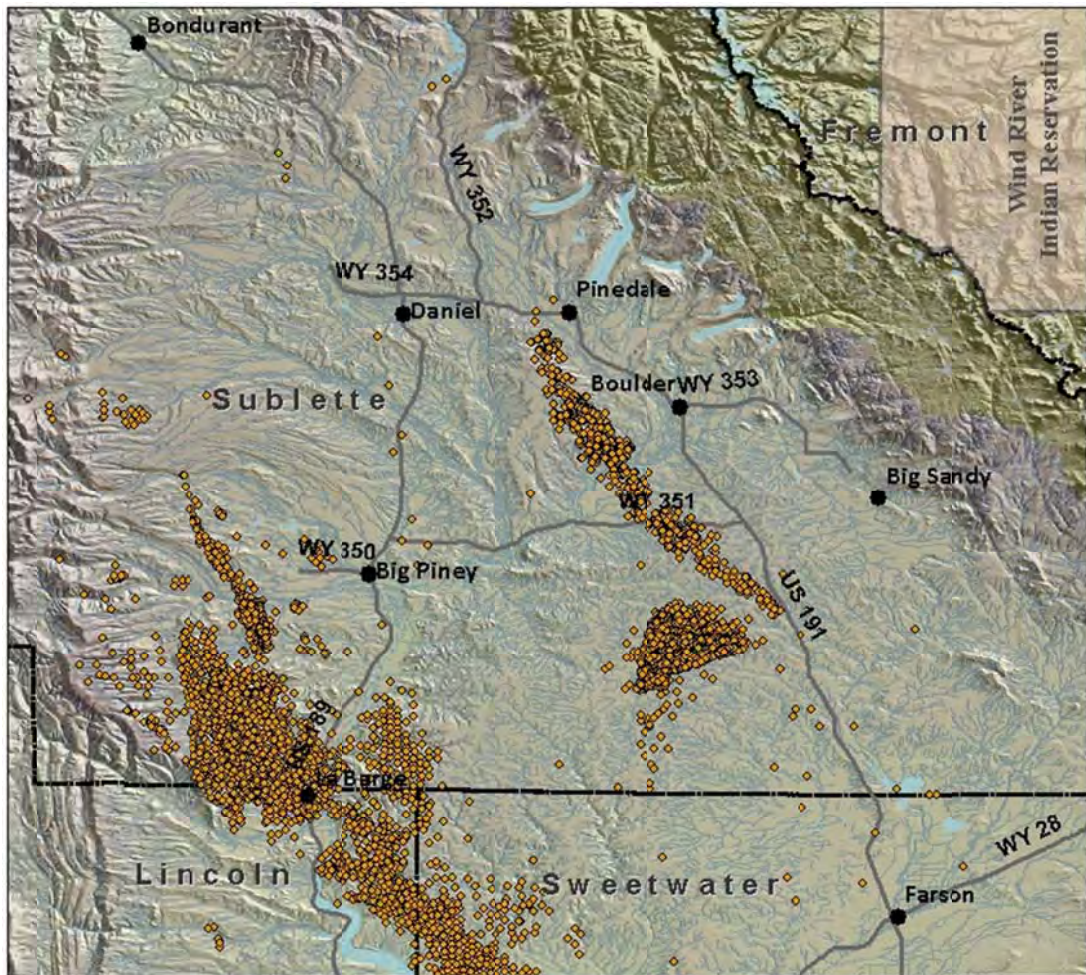 Bondurant
Fremont
Wind River
Indian Reservation
WY 352
WY 354
Pinedale
Daniel
Sublette
Boulder
WY 353
Big Sandy
WY 351
WY 350
Big Piney
US 191
La Barge
Lincoln
Sweetwater
WY 28
Farson